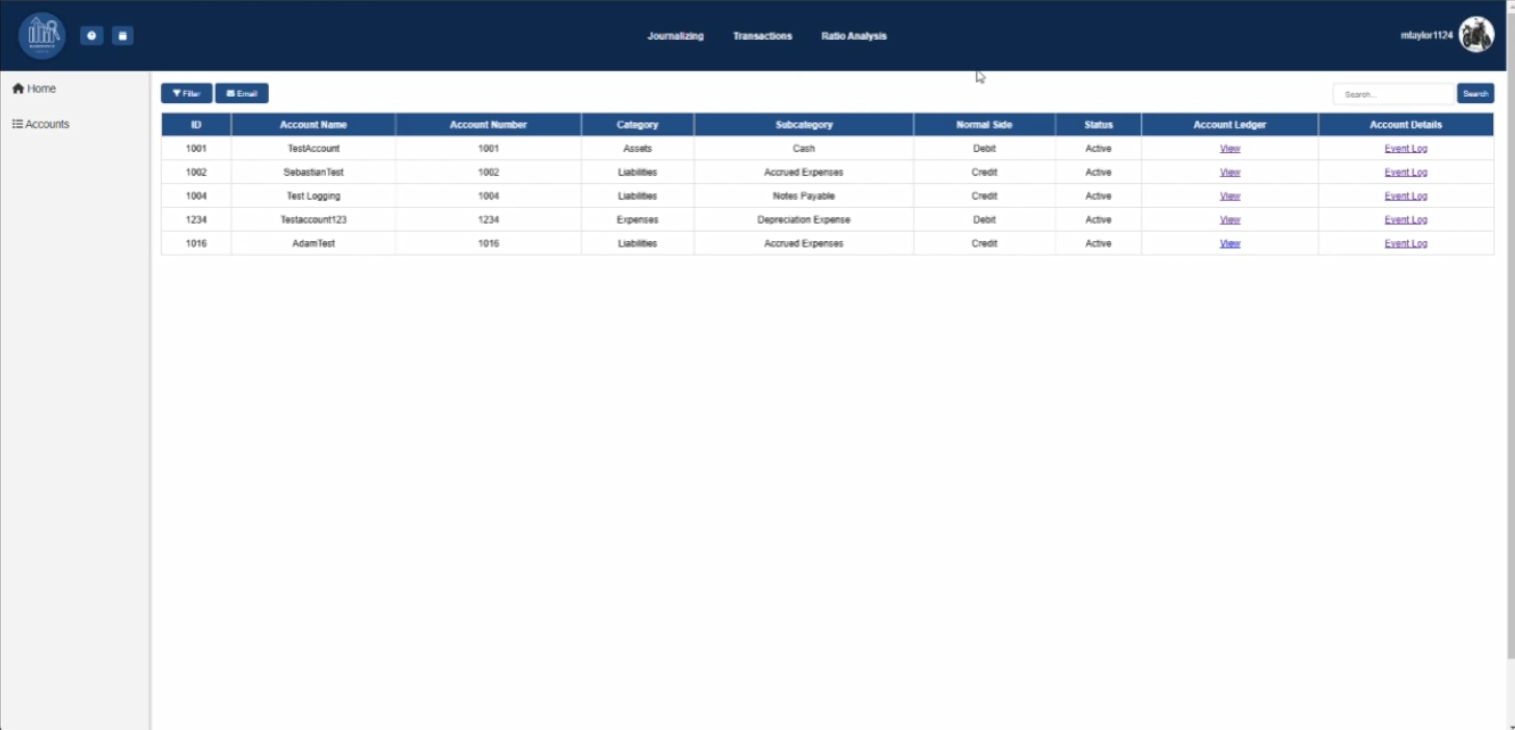 Journalizing Transactions Ratio Analysis mtaylor1124
Home
Accounts
Filter Email Search... Search
ID Account Name Account Number Category Subcategory Normal Side Status Account Ledger Account Details
1001 TestAccount 1001 Assets Cash Debit Active View Event Log
1002 SebastianTest 1002 Liabilities Accrued Expenses Credit Active View Event Log
1004 Test Logging 1004 Liabilities Notes Payable Credit Active View Event Log
1234 Testaccount123 1234 Expenses Depreciation Expense Debit Active View Event Log
1016 AdamTest 1016 Liabilities Accrued Expenses Credit Active View Event Log